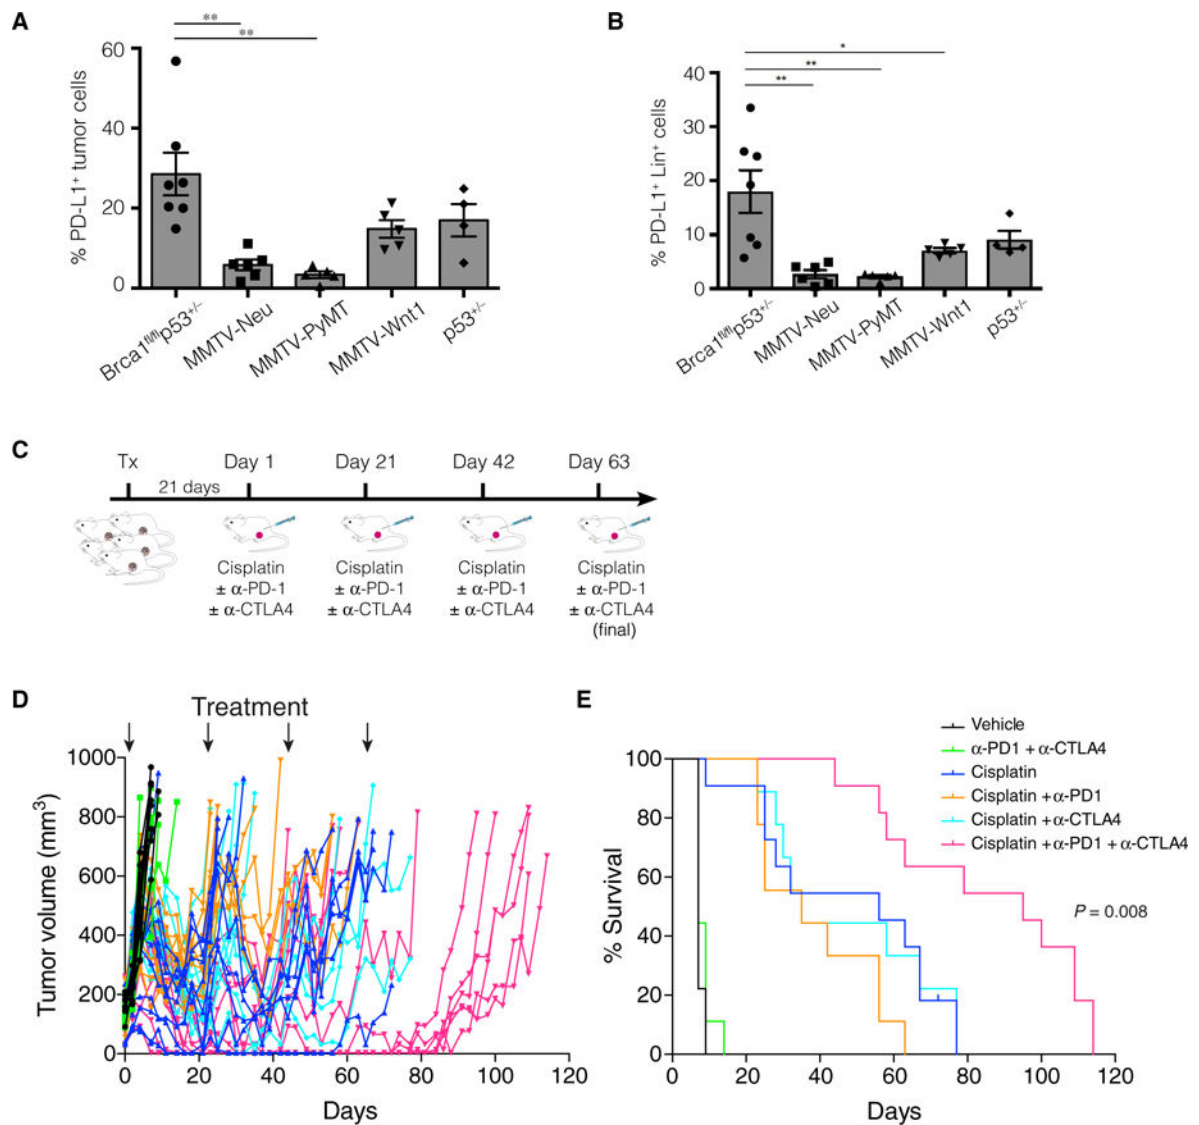 A
**
**
% PD-L1⁺ tumor cells
60
40
20
0
Brca1ᶠˡ/ᶠˡp53⁺/⁻
MMTV-Neu
MMTV-PyMT
MMTV-Wnt1
p53⁺/⁻
B
*
**
**
% PD-L1⁺ Lin⁺ cells
40
30
20
10
0
Brca1ᶠˡ/ᶠˡp53⁺/⁻
MMTV-Neu
MMTV-PyMT
MMTV-Wnt1
p53⁺/⁻
C
Tx
21 days
Day 1
Day 21
Day 42
Day 63
Cisplatin
± α-PD-1
± α-CTLA4
Cisplatin
± α-PD-1
± α-CTLA4
Cisplatin
± α-PD-1
± α-CTLA4
Cisplatin
± α-PD-1
± α-CTLA4
(final)
D
Treatment
Tumor volume (mm³)
1000
800
600
400
200
0
0 20 40 60 80 100 120
Days
E
Vehicle
α-PD1 + α-CTLA4
Cisplatin
Cisplatin +α-PD1
Cisplatin +α-CTLA4
Cisplatin +α-PD1 + α-CTLA4
P = 0.008
% Survival
100
80
60
40
20
0
0 20 40 60 80 100 120
Days